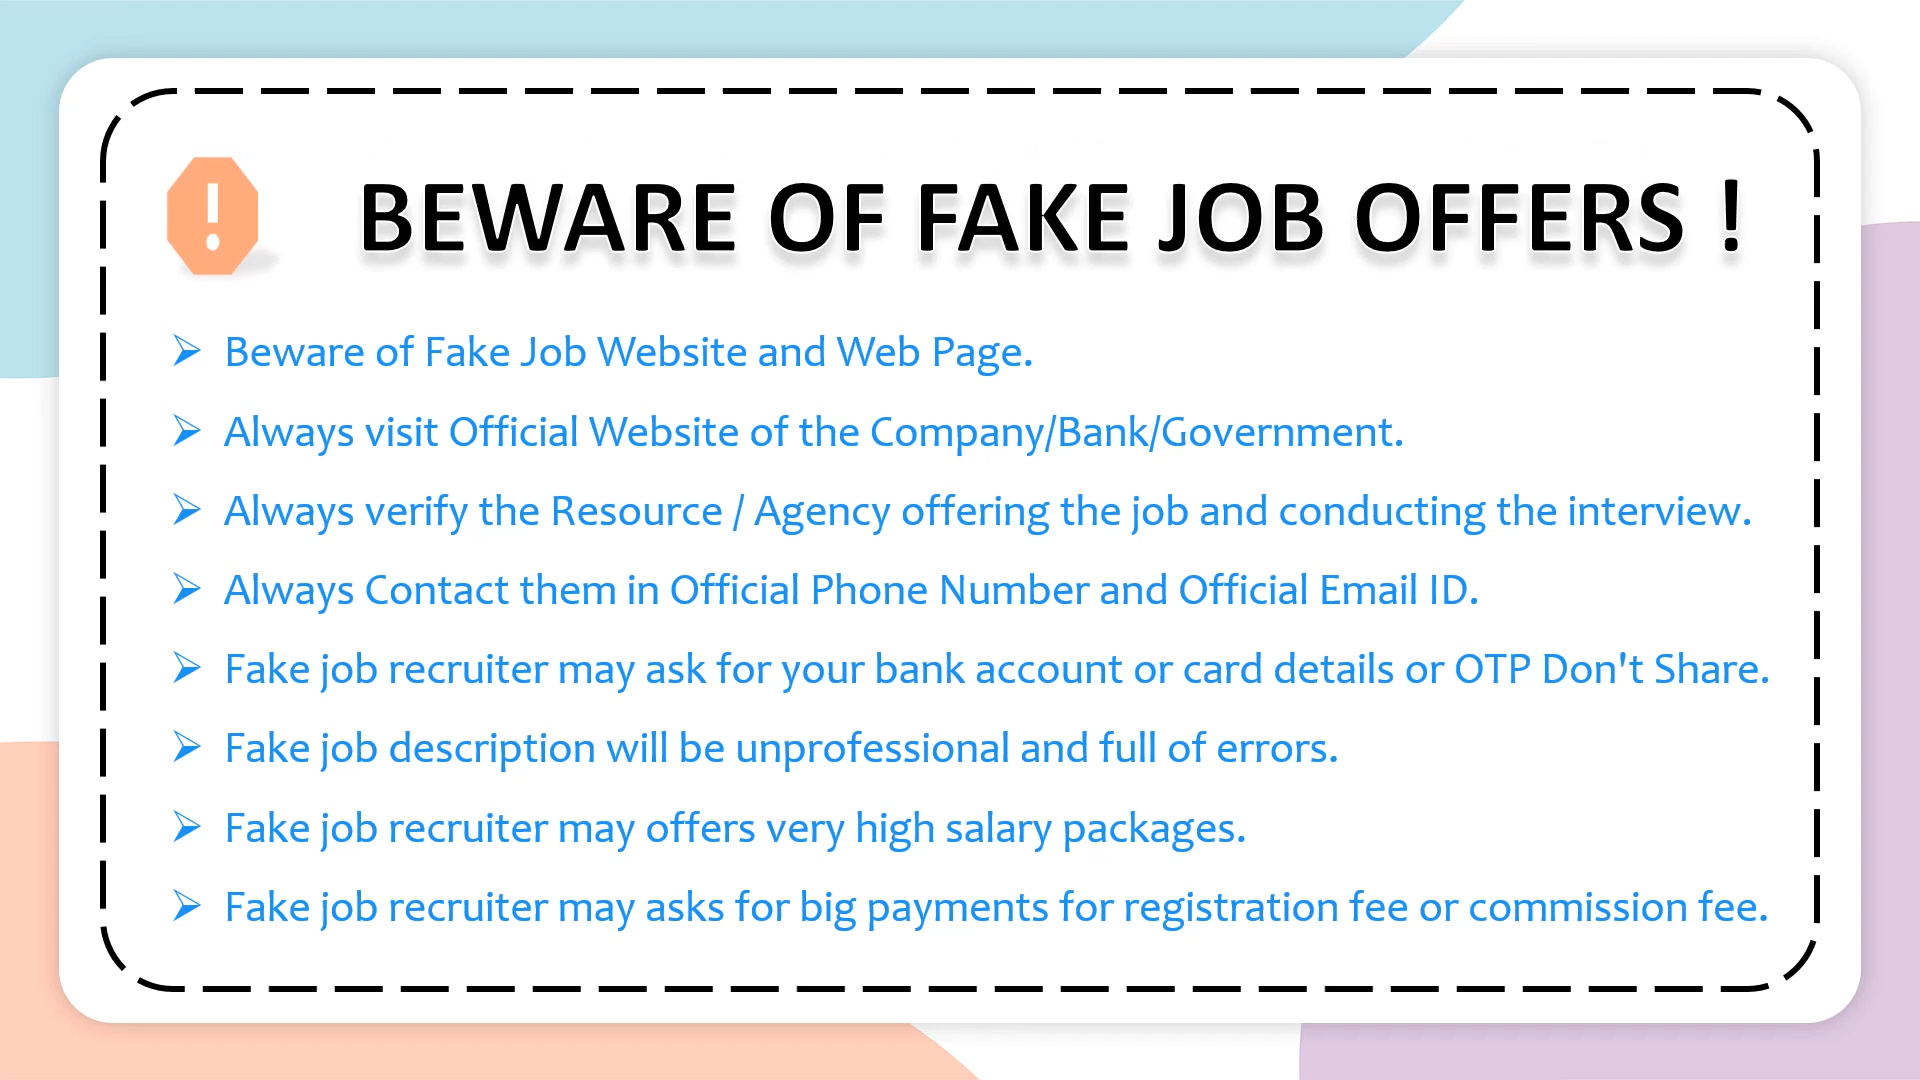 BEWARE OF FAKE JOB OFFERS !
➢ Beware of Fake Job Website and Web Page.
➢ Always visit Official Website of the Company/Bank/Government.
➢ Always verify the Resource / Agency offering the job and conducting the interview.
➢ Always Contact them in Official Phone Number and Official Email ID.
➢ Fake job recruiter may ask for your bank account or card details or OTP Don't Share.
➢ Fake job description will be unprofessional and full of errors.
➢ Fake job recruiter may offers very high salary packages.
➢ Fake job recruiter may asks for big payments for registration fee or commission fee.